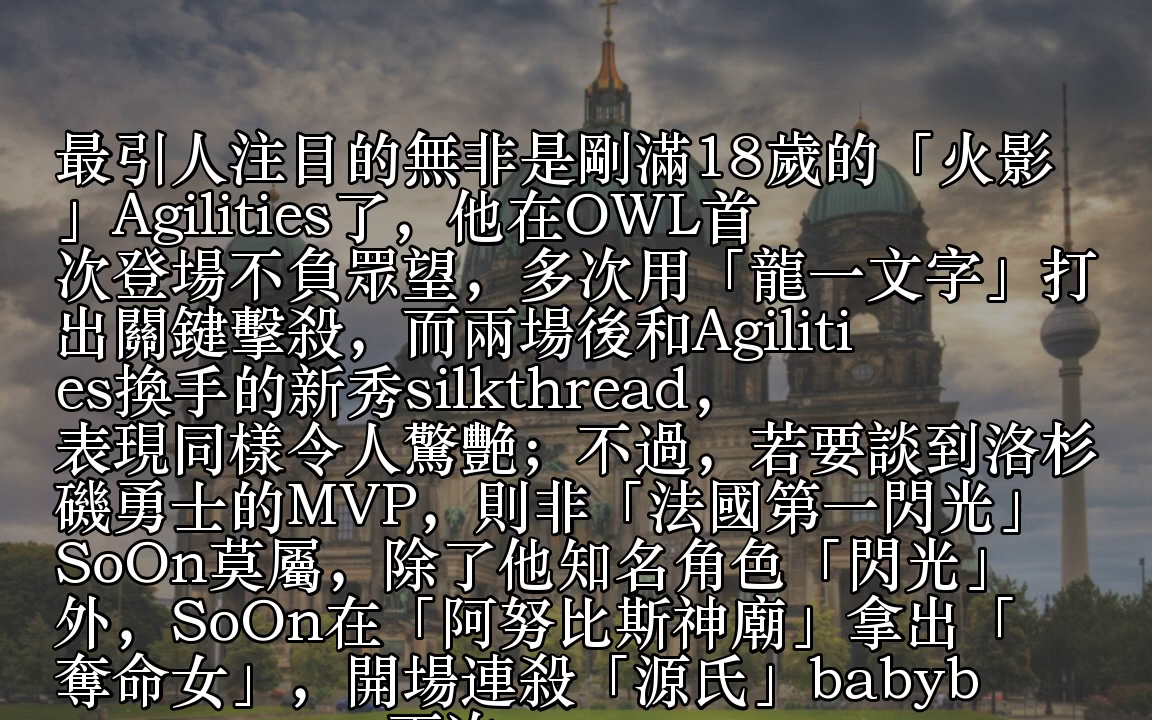 最引人注目的無非是剛滿18歲的「火影
」Agilities了，他在OWL首
次登場不負眾望，多次用「龍一文字」打
出關鍵擊殺，而兩場後和Agiliti
es換手的新秀silkthread，
表現同樣令人驚艷；不過，若要談到洛杉
磯勇士的MVP，則非「法國第一閃光」
SoOn莫屬，除了他知名角色「閃光」
外，SoOn在「阿努比斯神廟」拿出「
奪命女」，開場連殺「源氏」babyb